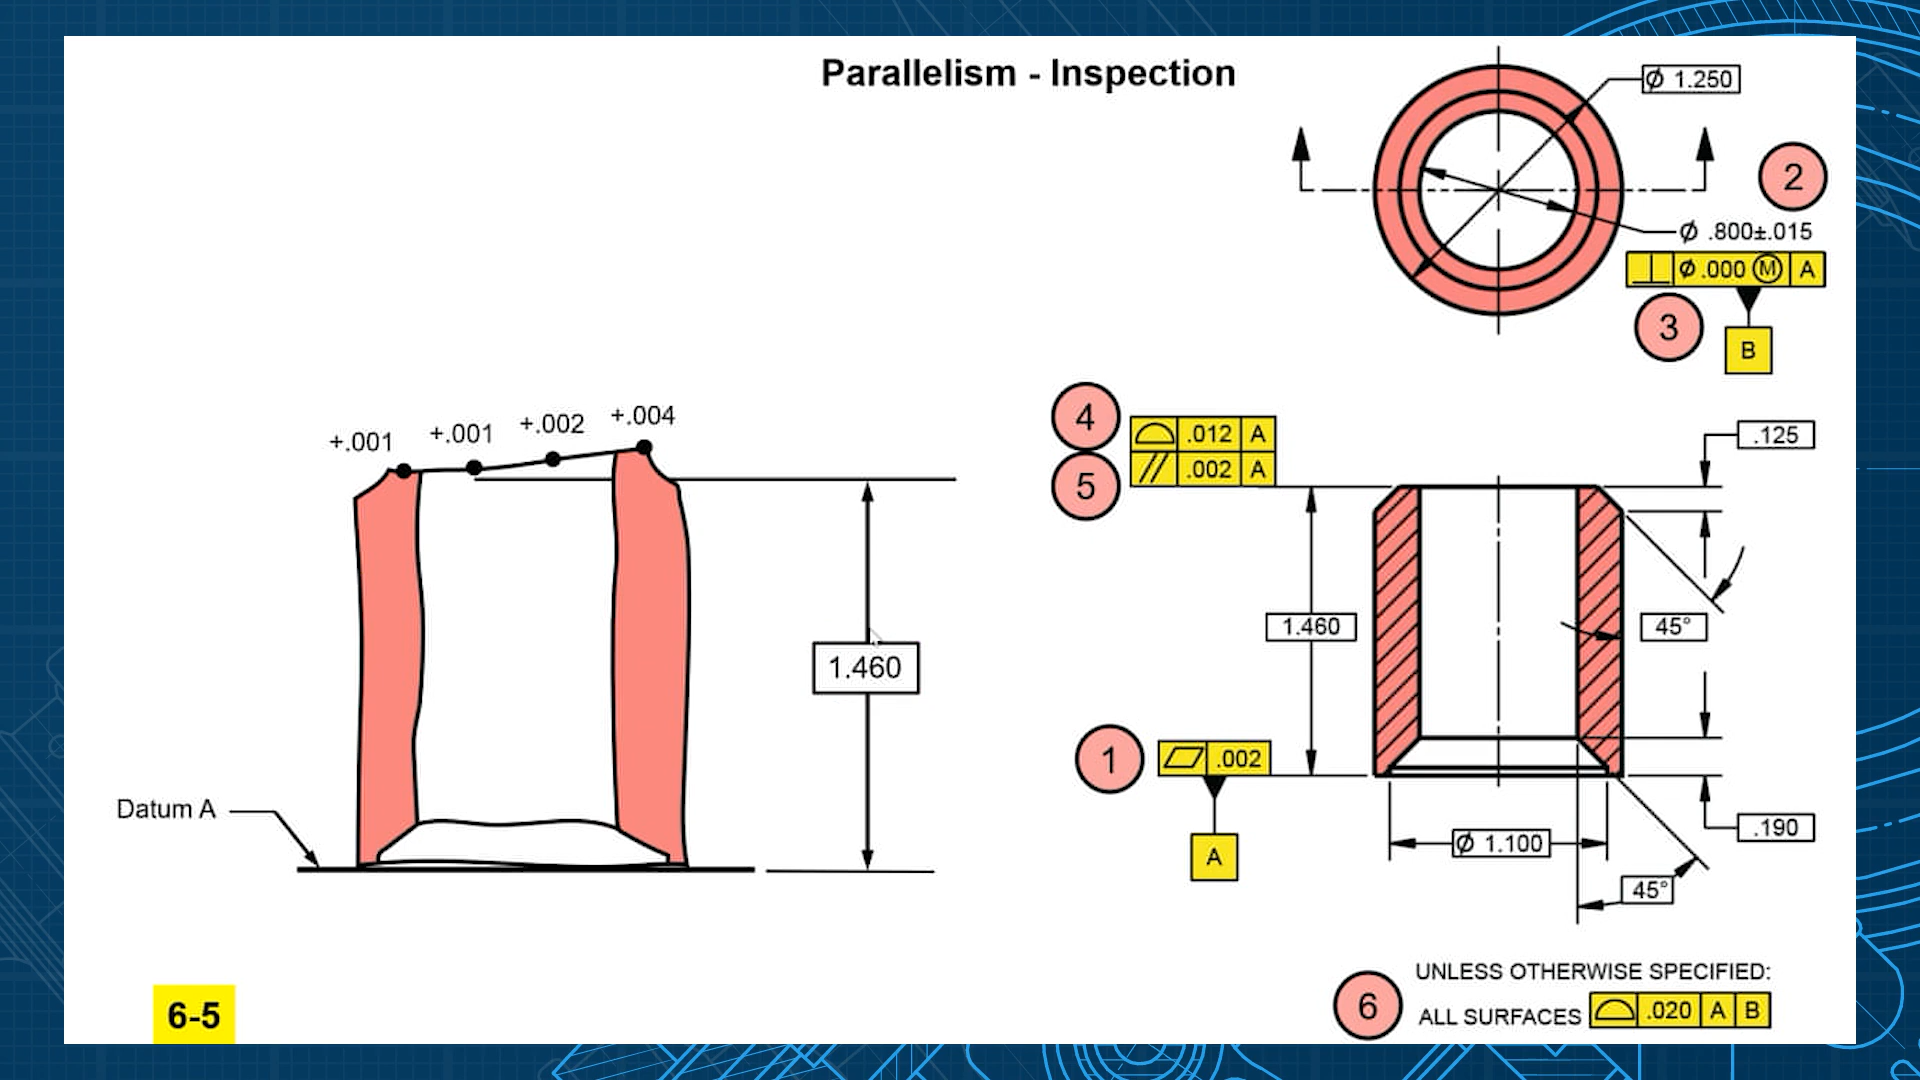 Parallelism - Inspection
Ø 1.250
2
Ø .800±.015
⊥ Ø .000 Ⓜ A
3
B
+.001
+.001
+.002
+.004
4
⌓ .012 A
5
// .002 A
.125
1.460
1.460
45°
1
⏥ .002
Datum A
A
Ø 1.100
.190
45°
6-5
6
UNLESS OTHERWISE SPECIFIED:
ALL SURFACES ⌓ .020 A B